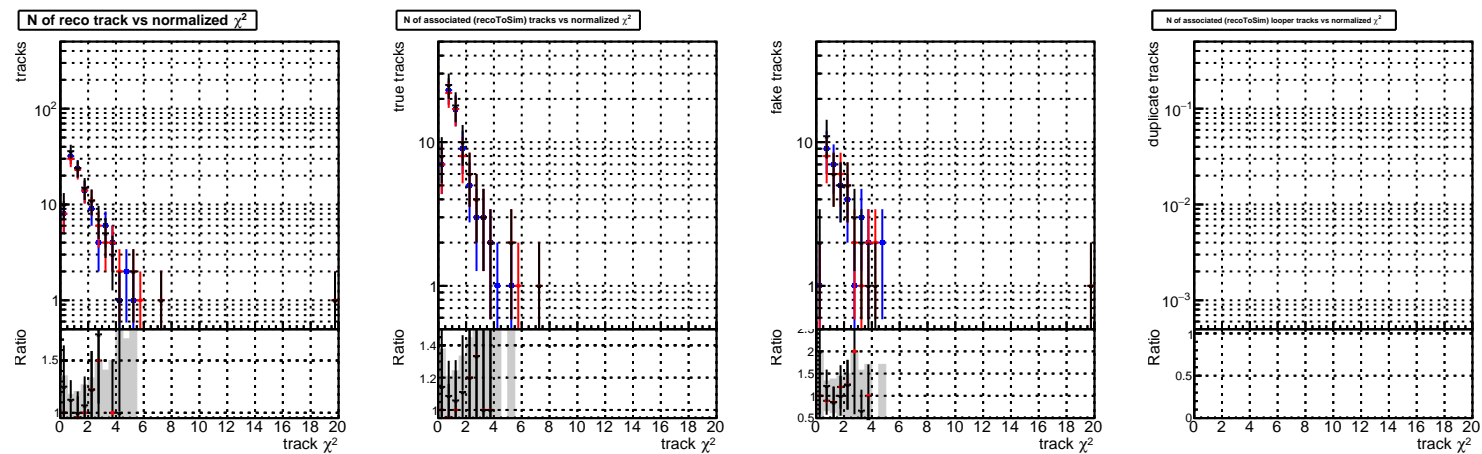 N of reco track vs normalized χ²
tracks
10²
10
1
Ratio
1.5
1
0 2 4 6 8 10 12 14 16 18 20
track χ²
N of associated (recoToSim) tracks vs normalized χ²
true tracks
10
1
Ratio
1.4
1.2
1
0 2 4 6 8 10 12 14 16 18 20
track χ²
fake tracks
10
1
Ratio
2.5
2
1.5
1
0.5
0 2 4 6 8 10 12 14 16 18 20
track χ²
N of associated (recoToSim) looper tracks vs normalized χ²
duplicate tracks
10⁻¹
10⁻²
10⁻³
Ratio
1
0.5
0
0 2 4 6 8 10 12 14 16 18 20
track χ²